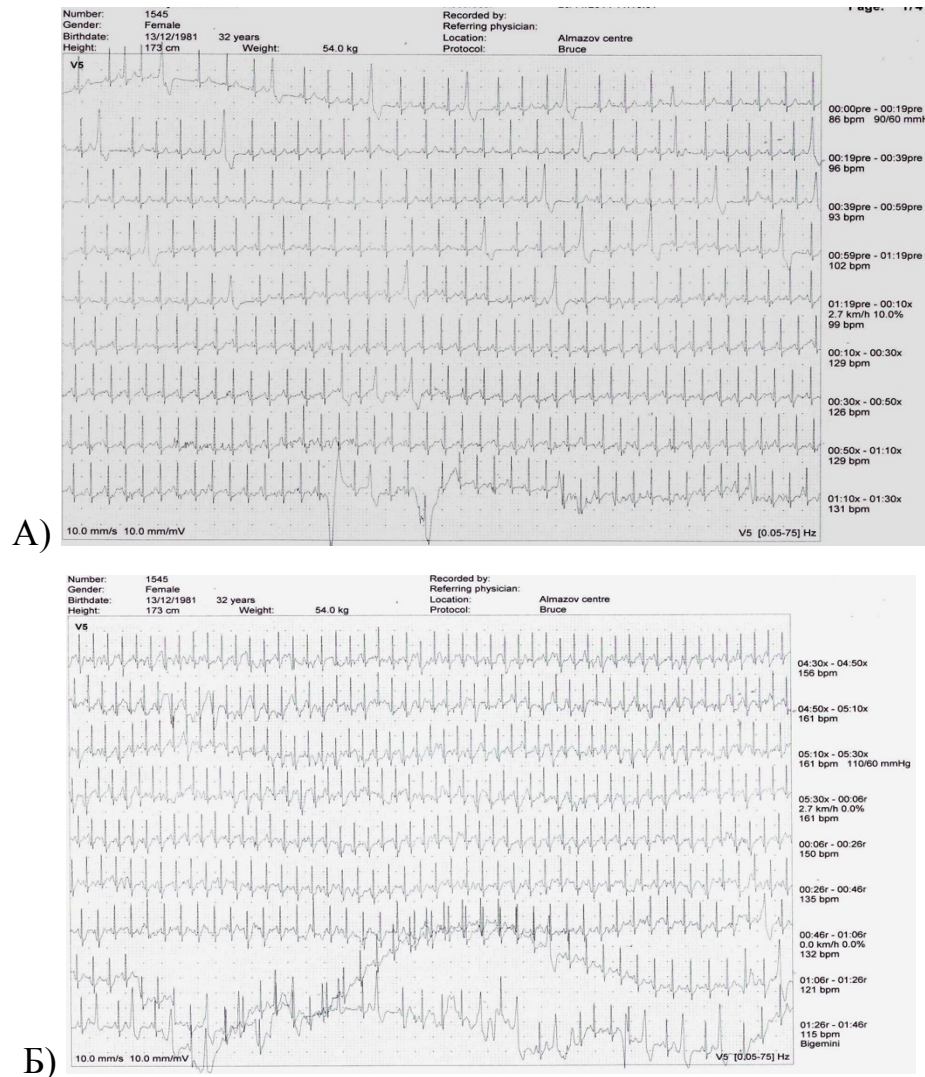 Number: 1545 Recorded by:
Gender: Female Referring physician:
Birthdate: 13/12/1981 32 years Location: Almazov centre
Height: 173 cm Weight: 54.0 kg Protocol: Bruce
V5
00:00pre - 00:19pre
86 bpm 90/60 mmH
00:19pre - 00:39pre
96 bpm
00:39pre - 00:59pre
93 bpm
00:59pre - 01:19pre
102 bpm
01:19pre - 00:10x
2.7 km/h 10.0%
99 bpm
00:10x - 00:30x
129 bpm
00:30x - 00:50x
126 bpm
00:50x - 01:10x
129 bpm
01:10x - 01:30x
131 bpm
А)
10.0 mm/s 10.0 mm/mV V5 [0.05-75] Hz
Number: 1545 Recorded by:
Gender: Female Referring physician:
Birthdate: 13/12/1981 32 years Location: Almazov centre
Height: 173 cm Weight: 54.0 kg Protocol: Bruce
V5
04:30x - 04:50x
156 bpm
04:50x - 05:10x
161 bpm
05:10x - 05:30x
161 bpm 110/60 mmHg
05:30x - 00:06r
2.7 km/h 0.0%
161 bpm
00:06r - 00:26r
150 bpm
00:26r - 00:46r
135 bpm
00:46r - 01:06r
0.0 km/h 0.0%
132 bpm
01:06r - 01:26r
121 bpm
01:26r - 01:46r
115 bpm
Bigemini
Б)
10.0 mm/s 10.0 mm/mV V5 [0.05-75] Hz